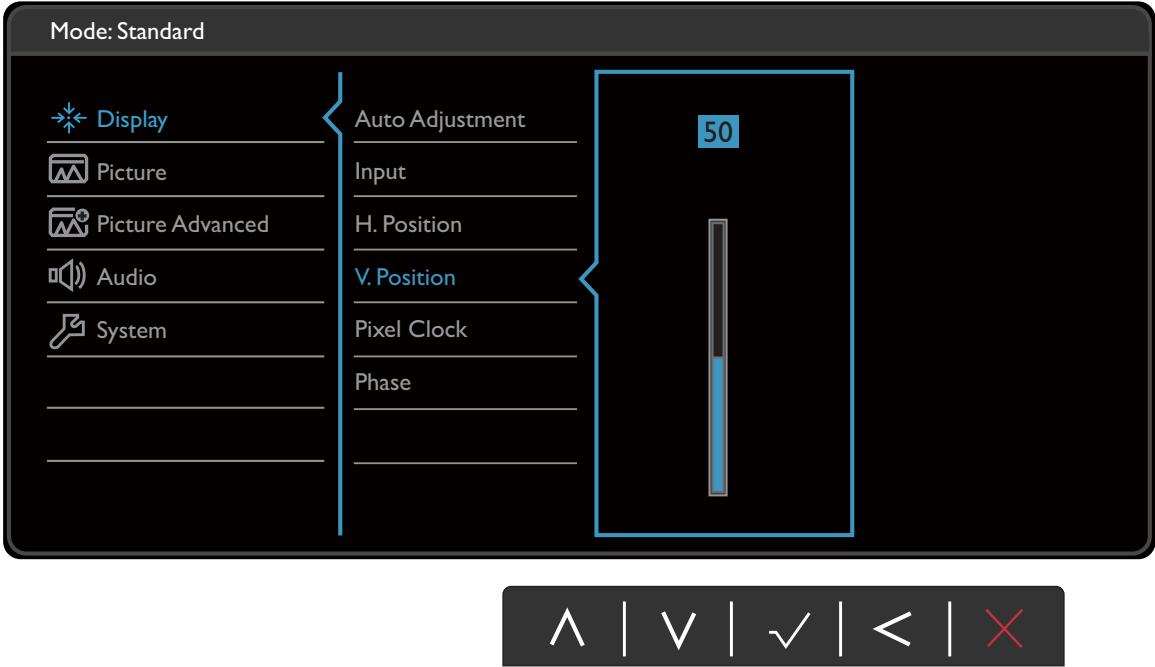 Mode: Standard
Display
Picture
Picture Advanced
Audio
System
Auto Adjustment
Input
H. Position
V. Position
Pixel Clock
Phase
50